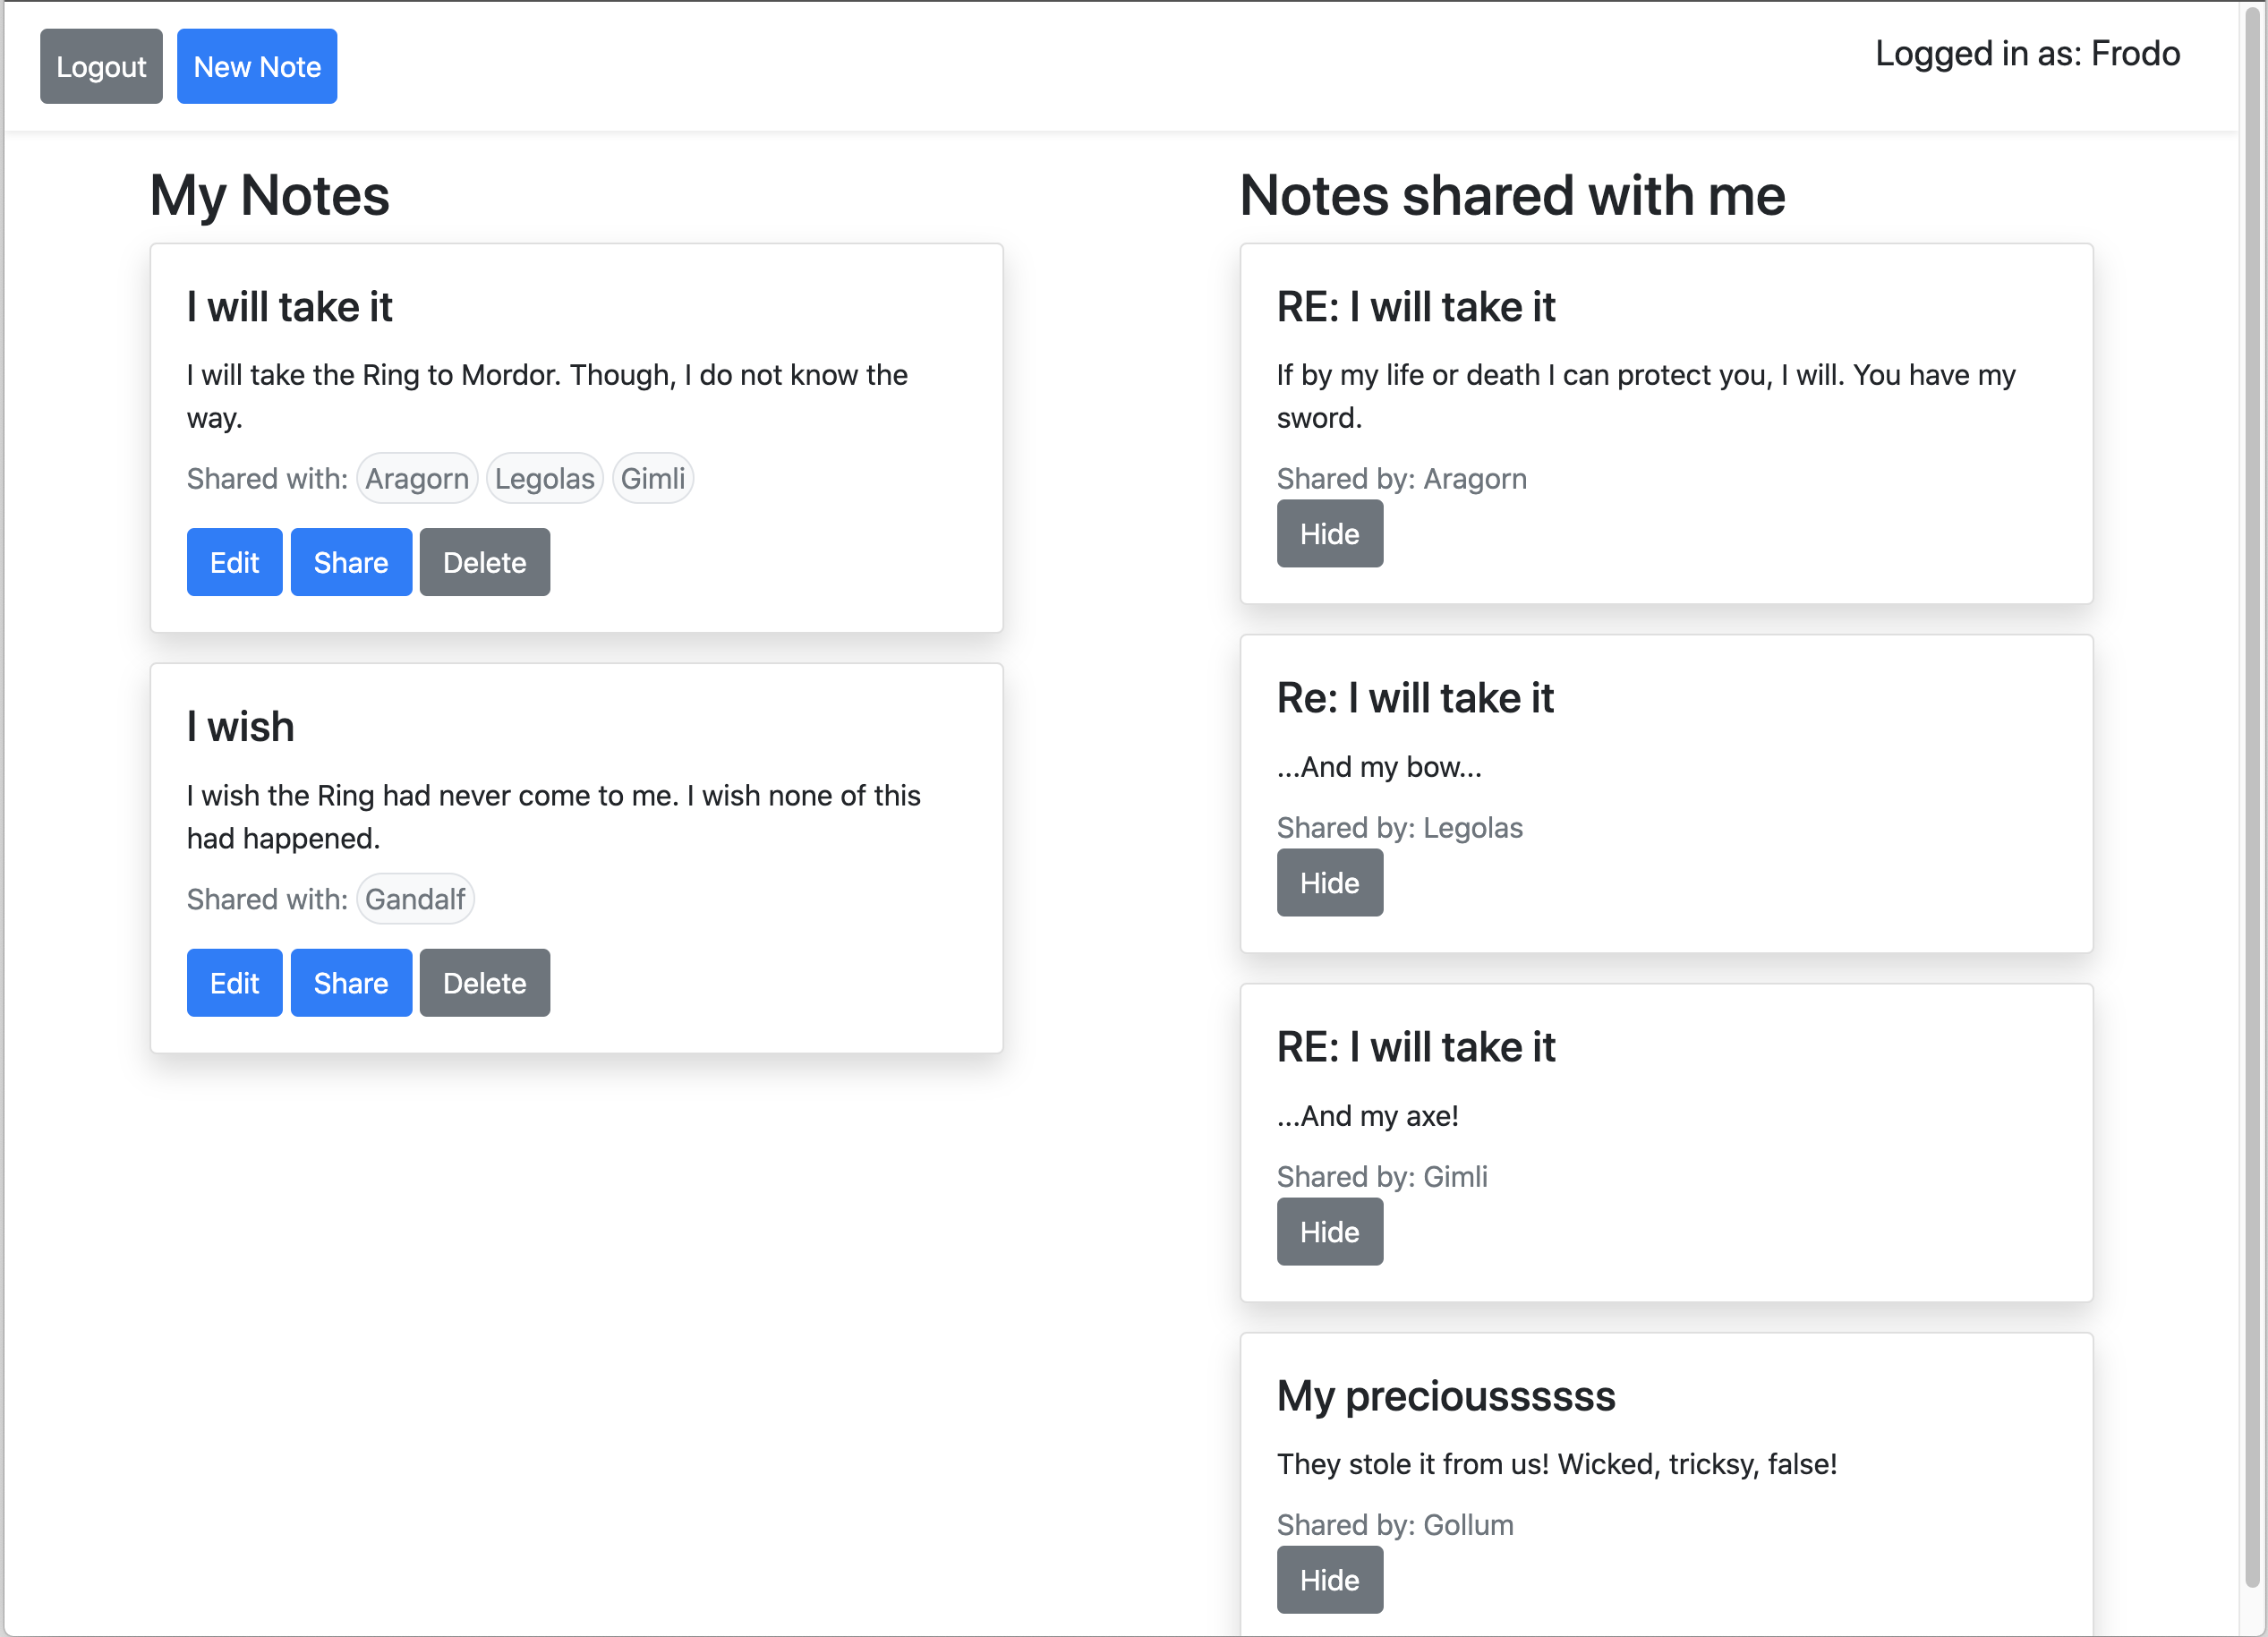 Logout New Note Logged in as: Frodo
My Notes
I will take it
I will take the Ring to Mordor. Though, I do not know the
way.
Shared with: Aragorn Legolas Gimli
Edit Share Delete
I wish
I wish the Ring had never come to me. I wish none of this
had happened.
Shared with: Gandalf
Edit Share Delete
Notes shared with me
RE: I will take it
If by my life or death I can protect you, I will. You have my
sword.
Shared by: Aragorn
Hide
Re: I will take it
...And my bow...
Shared by: Legolas
Hide
RE: I will take it
...And my axe!
Shared by: Gimli
Hide
My precioussssss
They stole it from us! Wicked, tricksy, false!
Shared by: Gollum
Hide